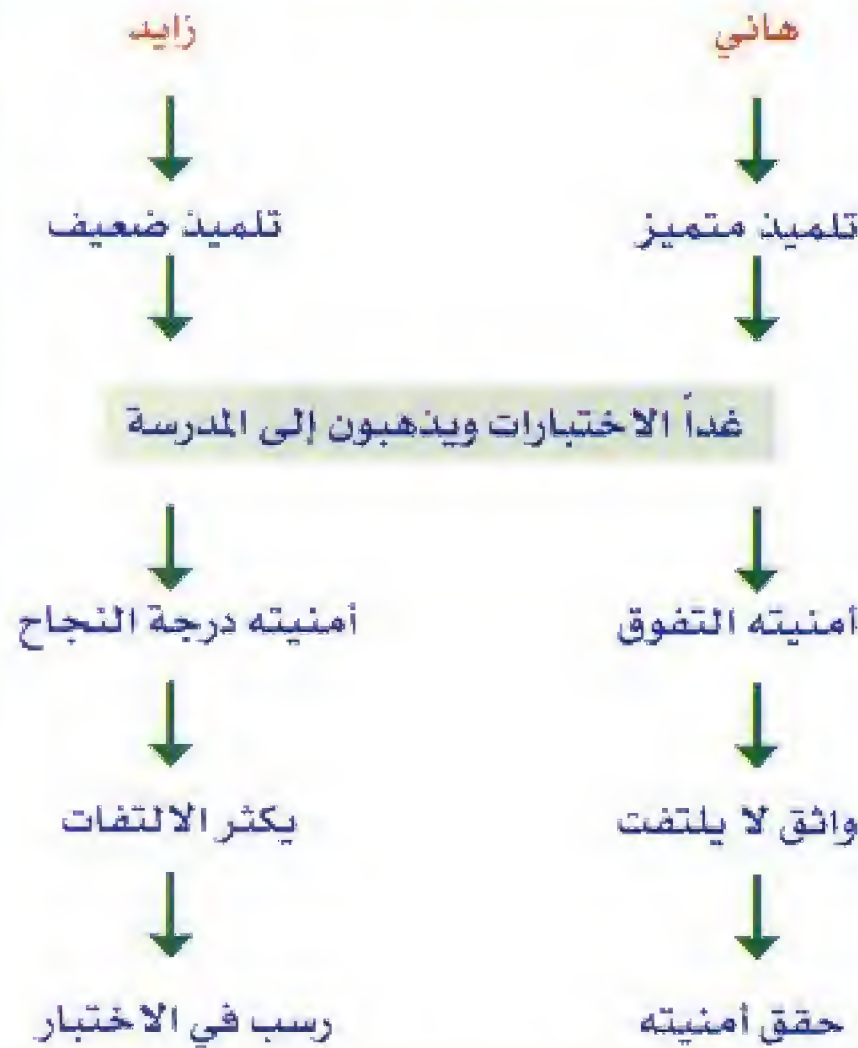 هاني
زايد
تلميذ متميز
تلميذ ضعيف
غداً الاختبارات ويذهبون إلى المدرسة
أمنيته التفوق
أمنيته درجة النجاح
واثق لا يلتفت
يكثر الالتفات
حقق أمنيته
رسب في الاختبار